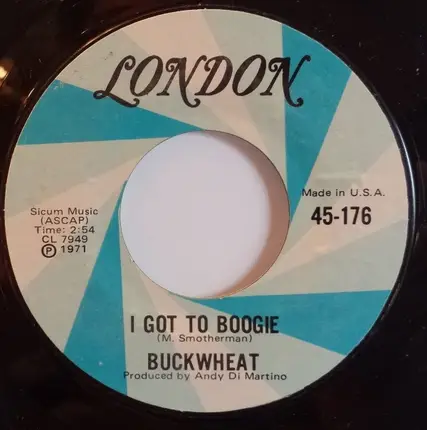 LONDON
Made in U.S.A.
45-176
Sicum Music
(ASCAP)
Time: 2:54
CL 7949
Ⓟ 1971
I GOT TO BOOGIE
(M. Smotherman)
BUCKWHEAT
Produced by Andy Di Martino